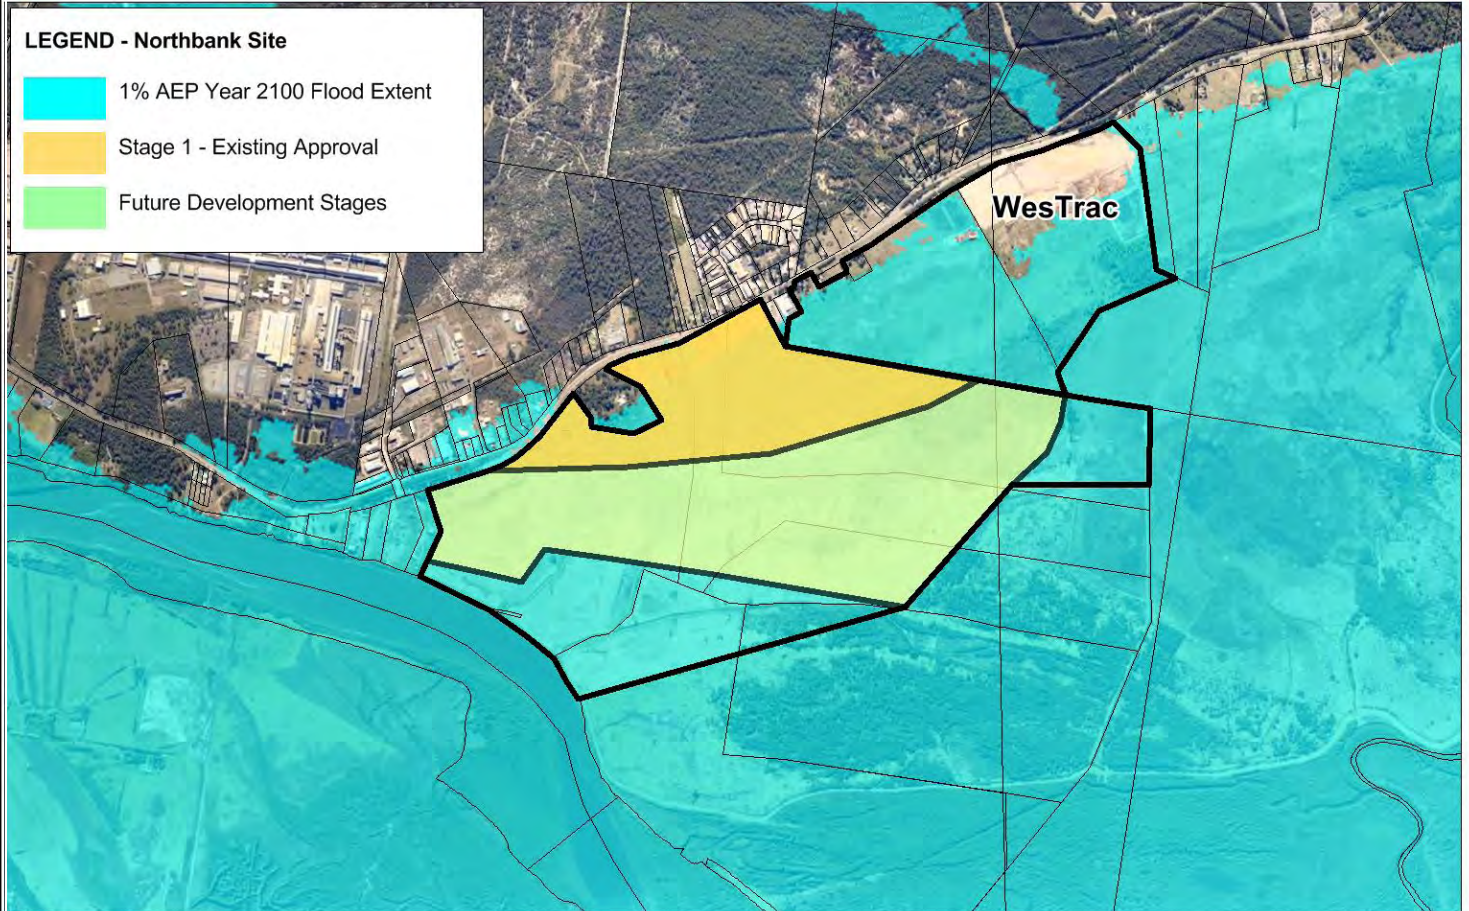 LEGEND - Northbank Site
1% AEP Year 2100 Flood Extent
Stage 1 - Existing Approval
Future Development Stages
WesTrac